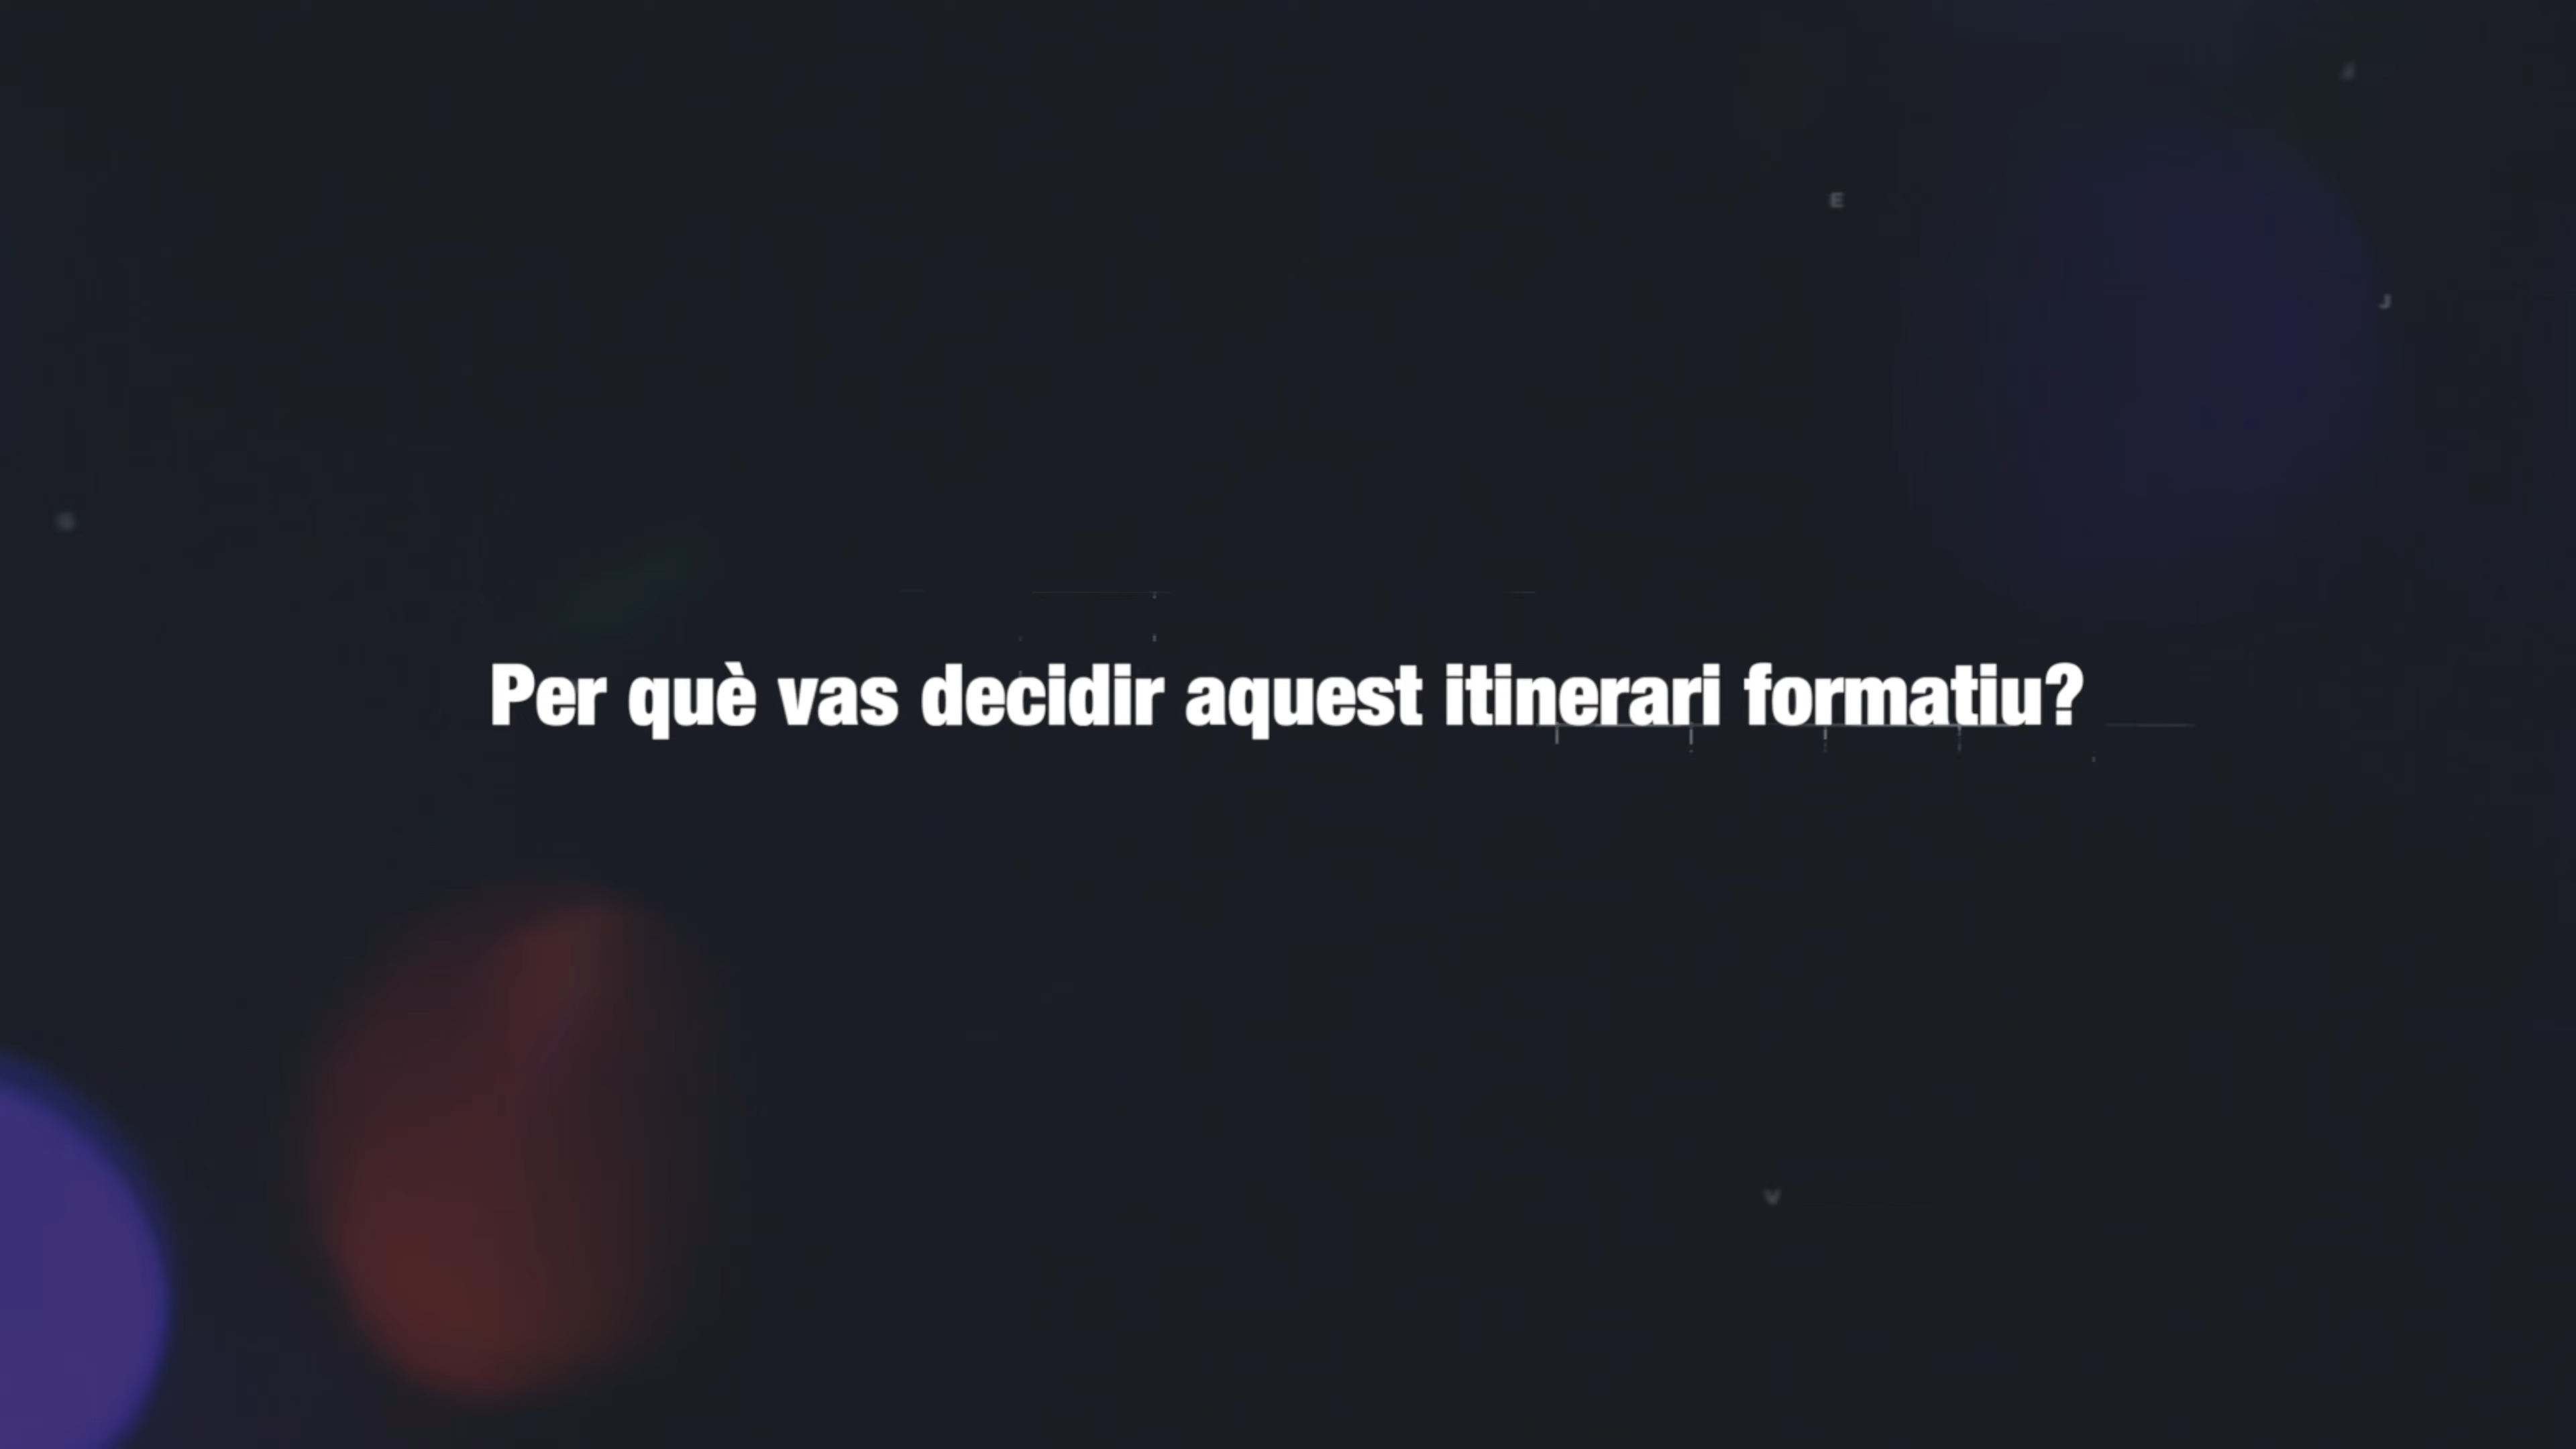 E
J
Per què vas decidir aquest itinerari formatiu?
V